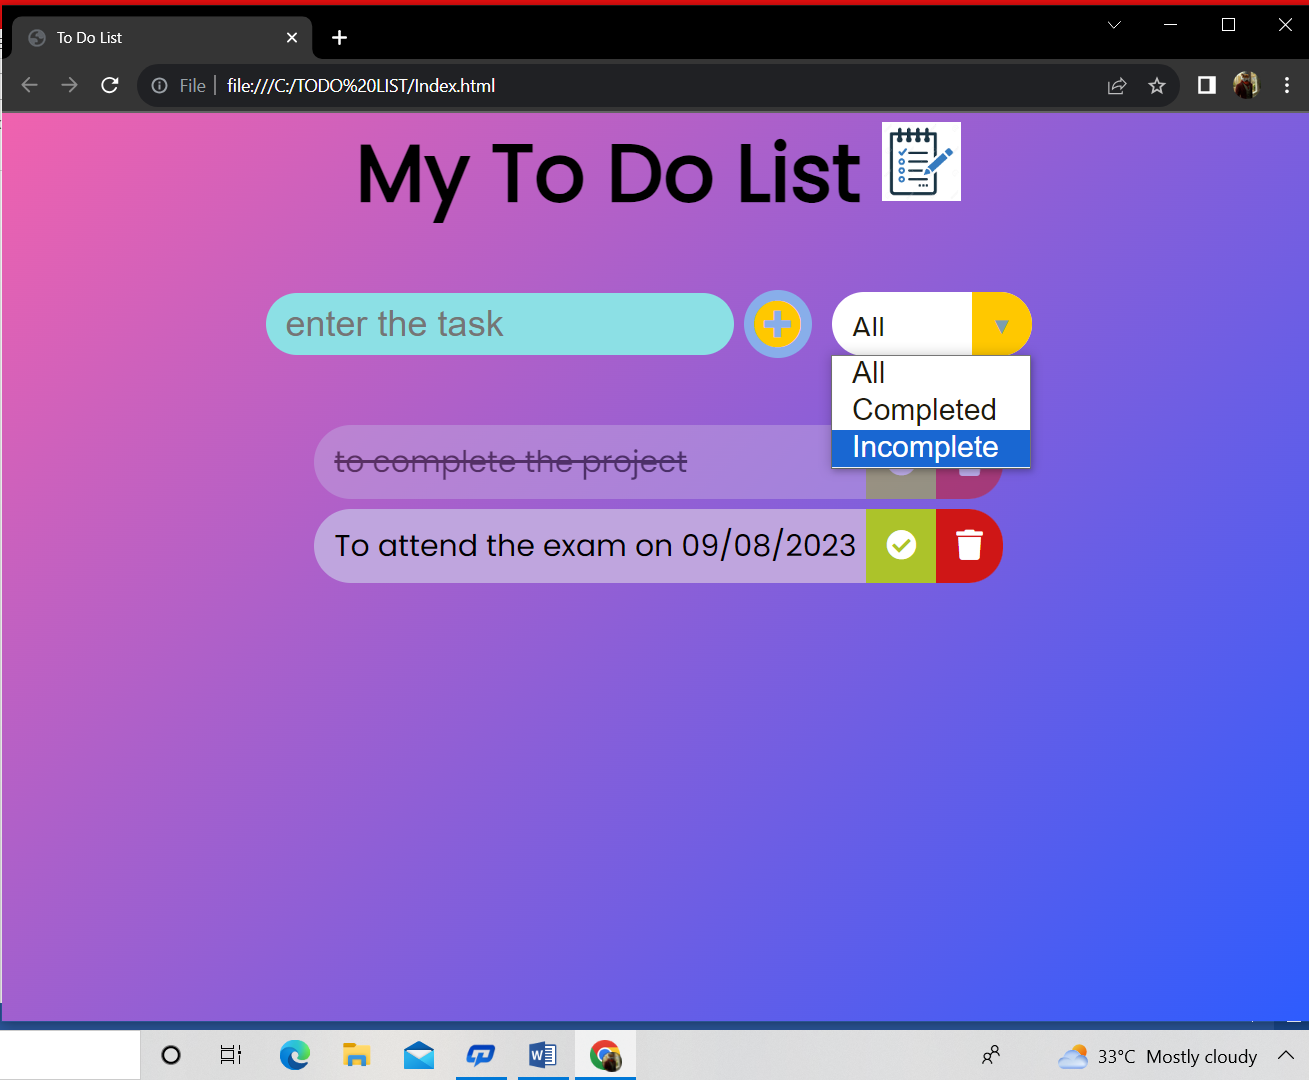 To Do List
File
file:///C:/TODO%20LIST/Index.html
My To Do List
enter the task
All
All
Completed
Incomplete
to complete the project
To attend the exam on 09/08/2023
33°C Mostly cloudy